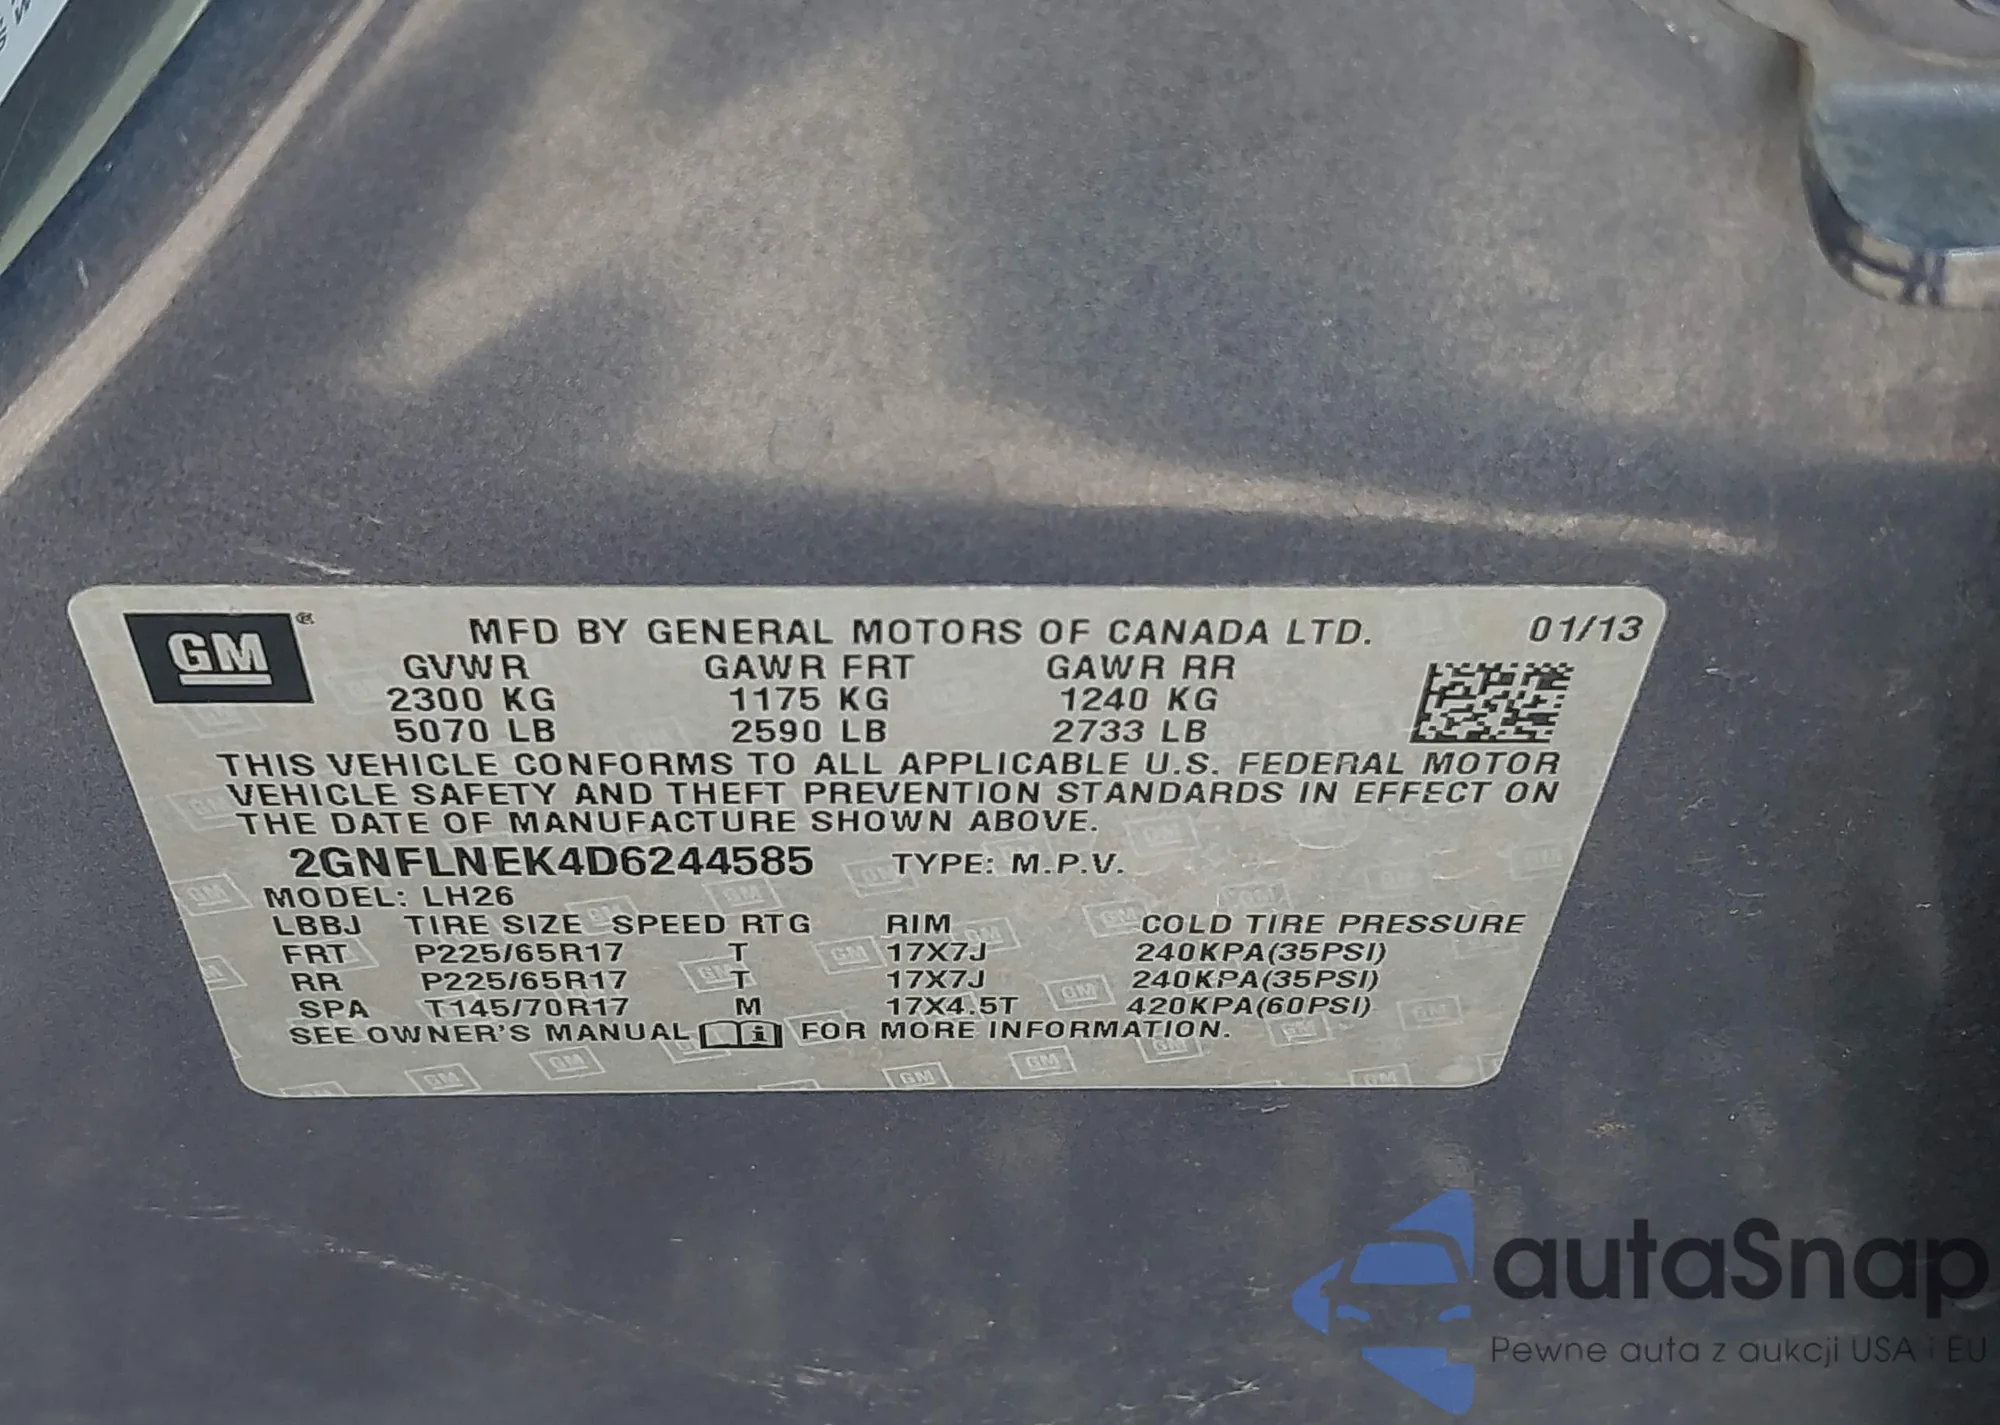 GM®
MFD BY GENERAL MOTORS OF CANADA LTD. 01/13
GVWR GAWR FRT GAWR RR
2300 KG 1175 KG 1240 KG
5070 LB 2590 LB 2733 LB
THIS VEHICLE CONFORMS TO ALL APPLICABLE U.S. FEDERAL MOTOR
VEHICLE SAFETY AND THEFT PREVENTION STANDARDS IN EFFECT ON
THE DATE OF MANUFACTURE SHOWN ABOVE.
2GNFLNEK4D6244585 TYPE: M.P.V.
MODEL: LH26
LBBJ TIRE SIZE SPEED RTG RIM COLD TIRE PRESSURE
FRT P225/65R17 T 17X7J 240KPA(35PSI)
RR P225/65R17 T 17X7J 240KPA(35PSI)
SPA T145/70R17 M 17X4.5T 420KPA(60PSI)
SEE OWNER'S MANUAL FOR MORE INFORMATION.
autaSnap
Pewne auta z aukcji USA i EU